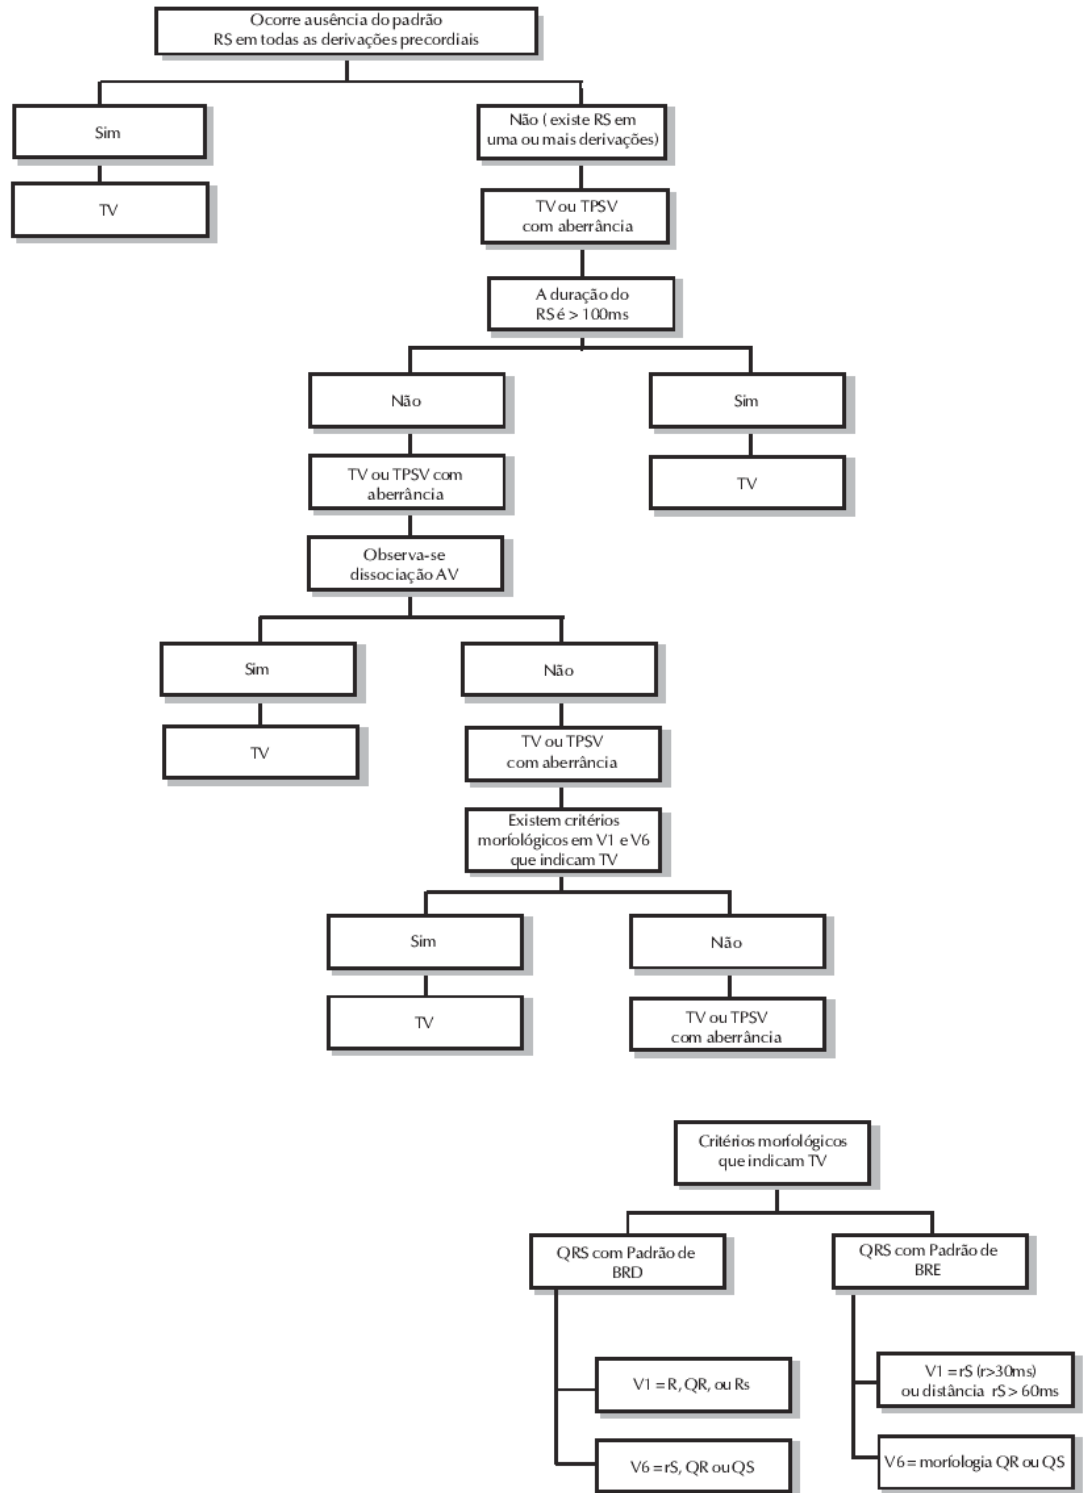 Ocorre ausência do padrão
RS em todas as derivações precordiais
Sim
Não ( existe RS em
uma ou mais derivações)
TV
TV ou TPSV
com aberrância
A duração do
RS é > 100ms
Não
Sim
TV ou TPSV com
aberrância
TV
Observa-se
dissociação AV
Sim
Não
TV
TV ou TPSV
com aberrância
Existem critérios
morfológicos em V1 e V6
que indicam TV
Sim
Não
TV
TV ou TPSV
com aberrância
Critérios morfológicos
que indicam TV
QRS com Padrão de
BRD
QRS com Padrão de
BRE
V1 = R, QR, ou Rs
V1 = rS (r>30ms)
ou distância rS > 60ms
V6 = rS, QR ou QS
V6 = morfologia QR ou QS